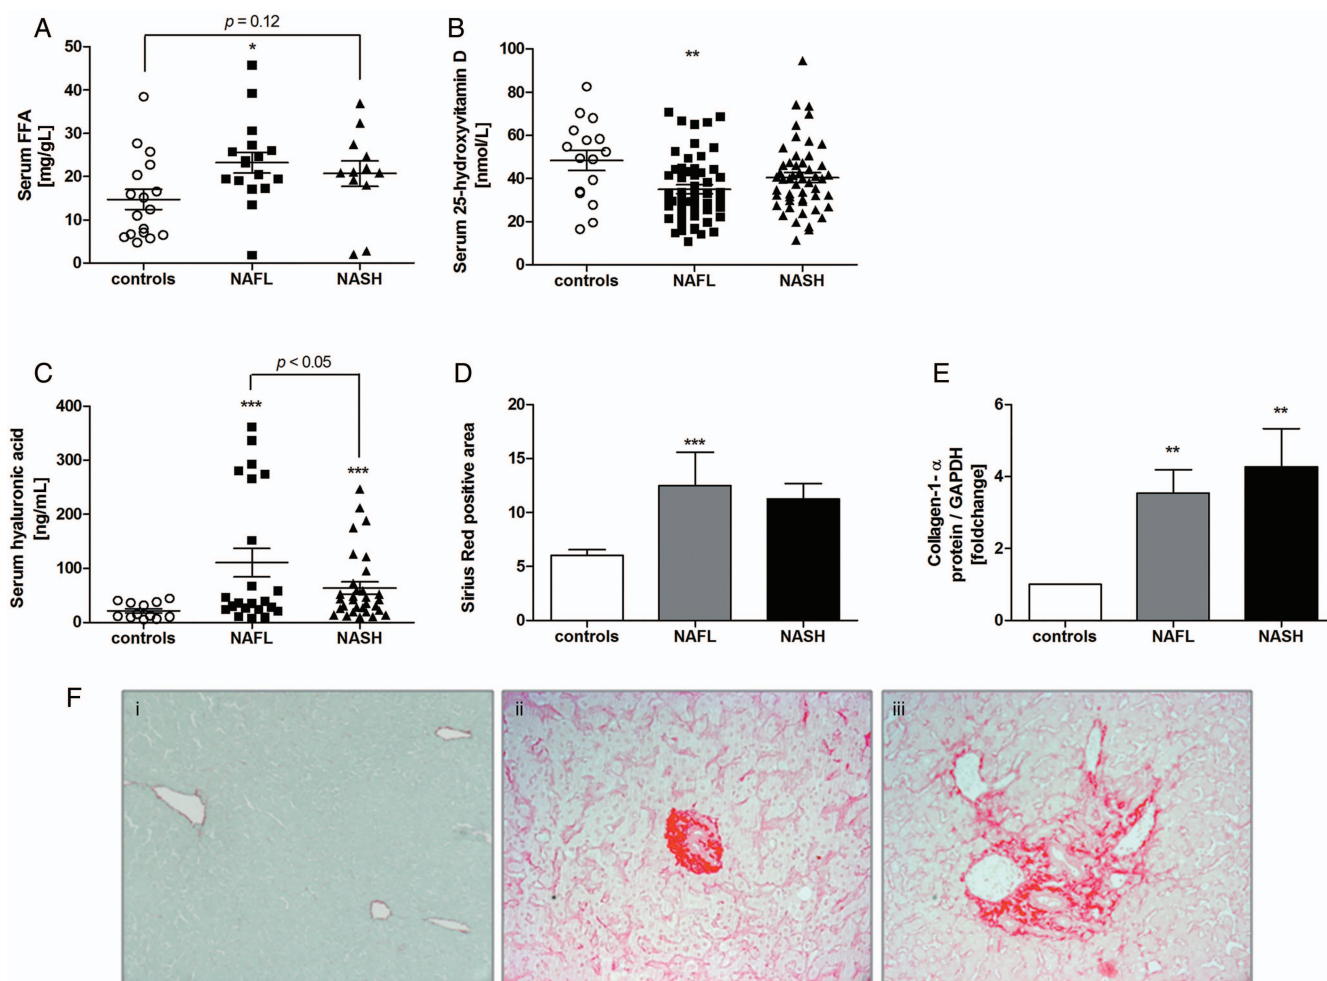 A
p = 0.12
*
Serum FFA
[mg/gL]
50
40
30
20
10
0
controls NAFL NASH
B
**
Serum 25-hydroxyvitamin D
[nmol/L]
100
80
60
40
20
0
controls NAFL NASH
C
p < 0.05
***
***
Serum hyaluronic acid
[ng/mL]
400
300
200
100
0
controls NAFL NASH
D
***
Sirius Red positive area
20
15
10
5
0
controls NAFL NASH
E
**
**
Collagen-1- α
protein / GAPDH
[foldchange]
6
4
2
0
controls NAFL NASH
F
i
ii
iii